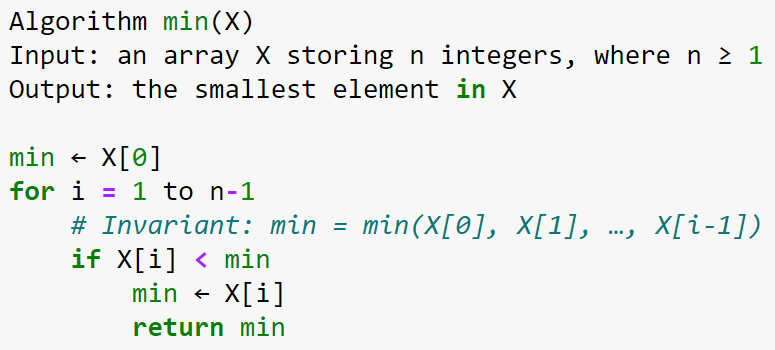 Algorithm min(X)
Input: an array X storing n integers, where n ≥ 1
Output: the smallest element in X
min ← X[0]
for i = 1 to n-1
# Invariant: min = min(X[0], X[1], …, X[i-1])
if X[i] < min
min ← X[i]
return min